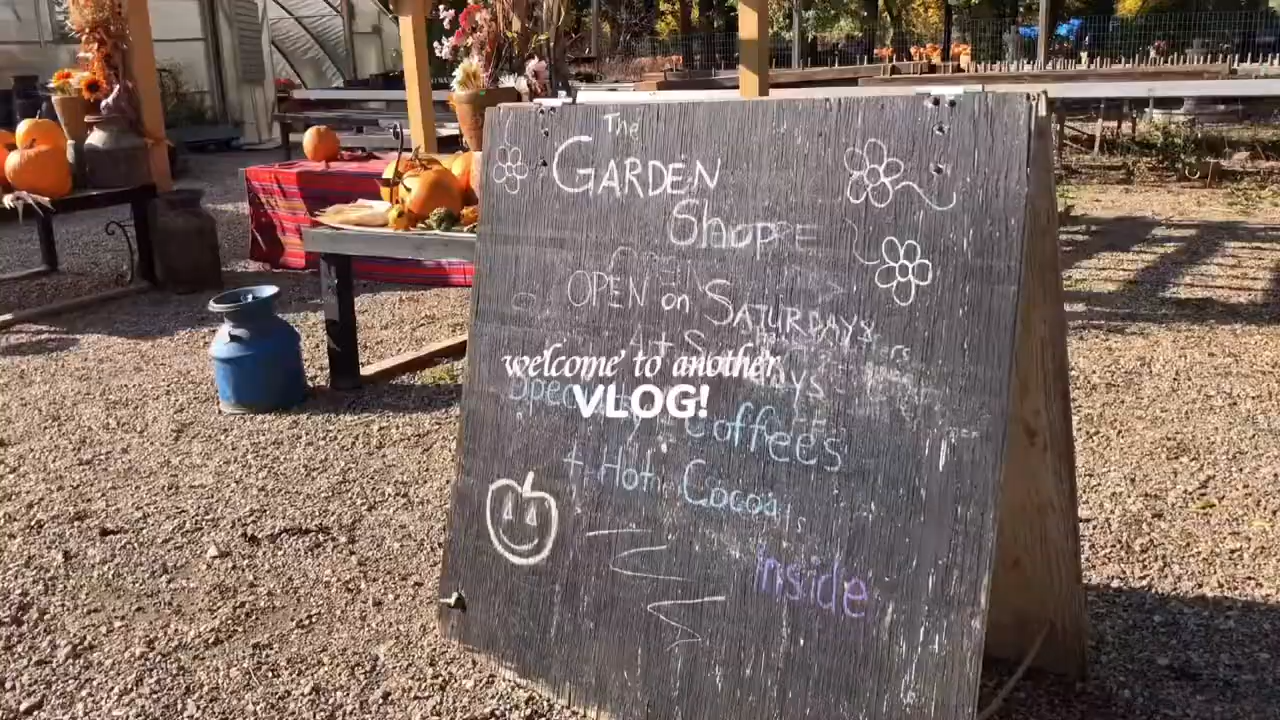 The
GARDEN
Shoppe
OPEN on SATURDAYS
welcome to another
VLOG!
Coffees
+ Hot Cocoa's
inside